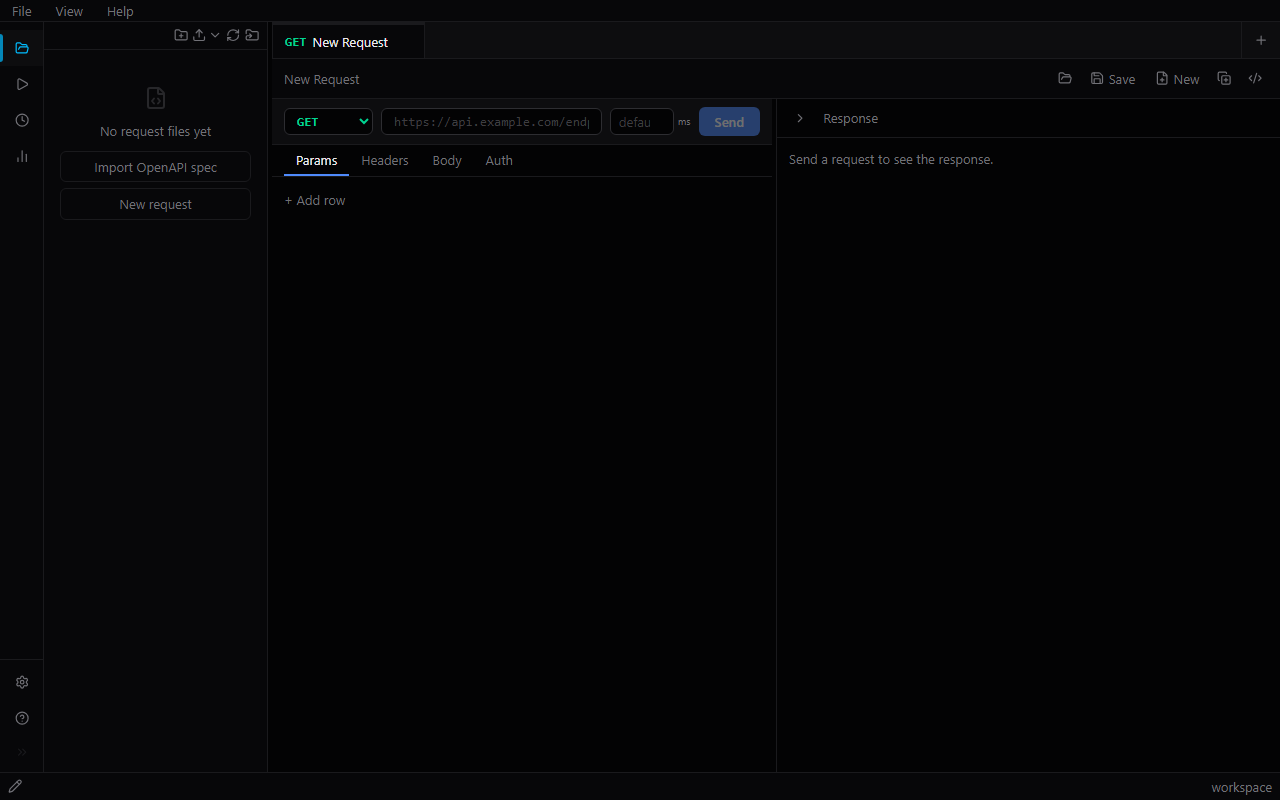 File View Help
GET New Request
New Request
Save
New
No request files yet
Import OpenAPI spec
New request
GET
https://api.example.com/end
defau
ms
Send
Params Headers Body Auth
+ Add row
Response
Send a request to see the response.
workspace